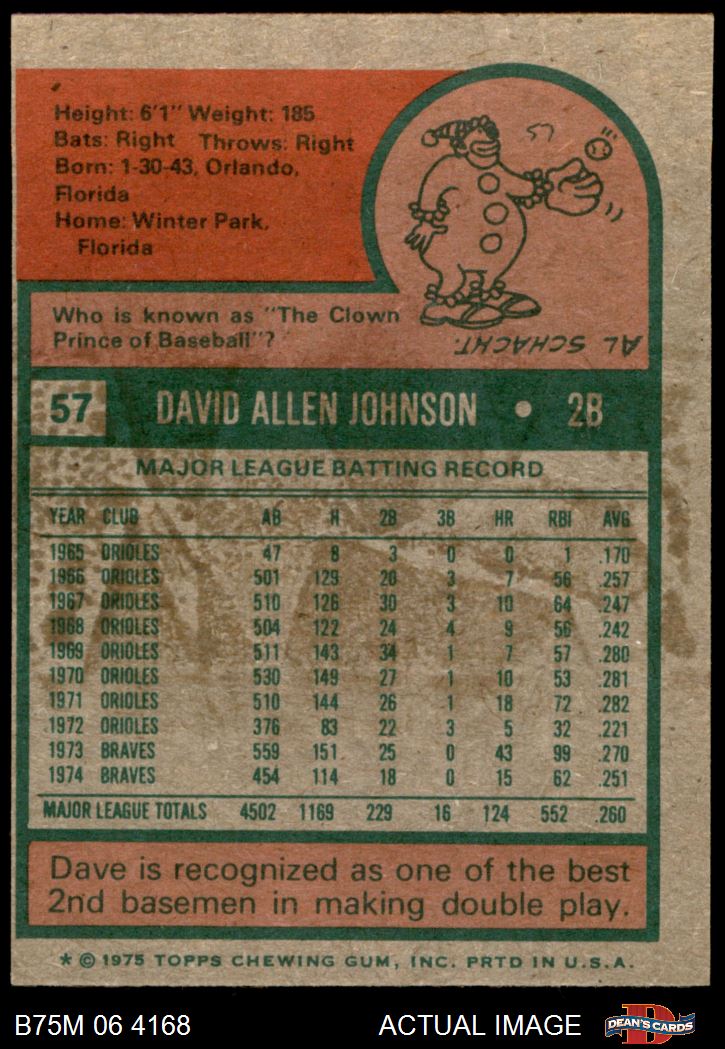 Height: 6'1" Weight: 185
Bats: Right Throws: Right
Born: 1-30-43, Orlando,
Florida
Home: Winter Park,
Florida
Who is known as "The Clown
Prince of Baseball"?
AL SCHACHT.
57 DAVID ALLEN JOHNSON • 2B
MAJOR LEAGUE BATTING RECORD
YEAR CLUB AB H 2B 3B HR RBI AVG
1965 ORIOLES 47 8 3 0 0 1 .170
1966 ORIOLES 501 129 20 3 7 56 .257
1967 ORIOLES 510 126 30 3 10 64 .247
1968 ORIOLES 504 122 24 4 9 56 .242
1969 ORIOLES 511 143 34 1 7 57 .280
1970 ORIOLES 530 149 27 1 10 53 .281
1971 ORIOLES 510 144 26 1 18 72 .282
1972 ORIOLES 376 83 22 3 5 32 .221
1973 BRAVES 559 151 25 0 43 99 .270
1974 BRAVES 454 114 18 0 15 62 .251
MAJOR LEAGUE TOTALS 4502 1169 229 16 124 552 .260
Dave is recognized as one of the best
2nd basemen in making double play.
* © 1975 TOPPS CHEWING GUM, INC. PRTD IN U.S.A.
B75M 06 4168 ACTUAL IMAGE DEAN'S CARDS